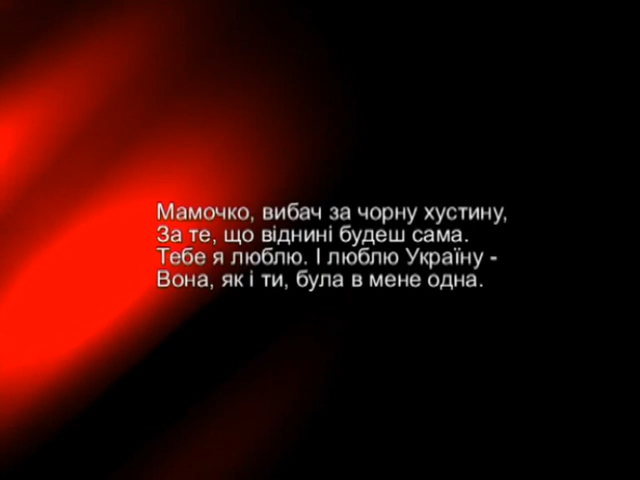 Мамочко, вибач за чорну хустину,
За те, що віднині будеш сама.
Тебе я люблю. І люблю Україну -
Вона, як і ти, була в мене одна.